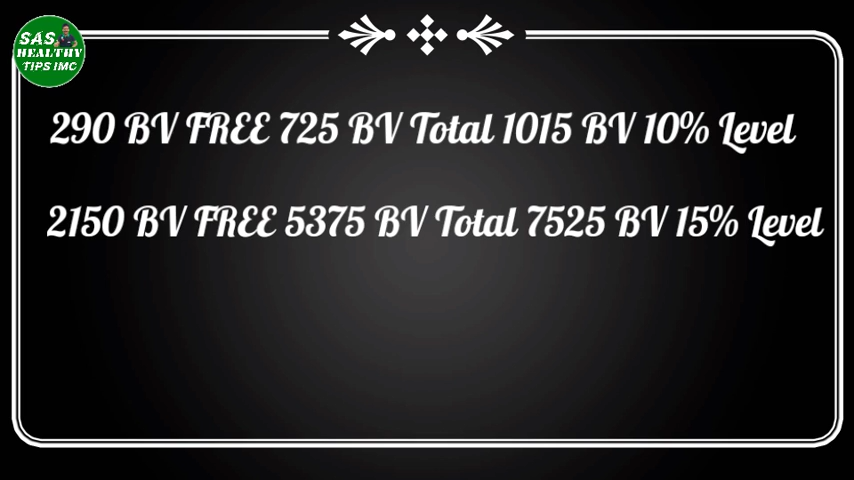 SAS
HEALTHY
TIPS IMC
290 BV FREE 725 BV Total 1015 BV 10% Level
2150 BV FREE 5375 BV Total 7525 BV 15% Level